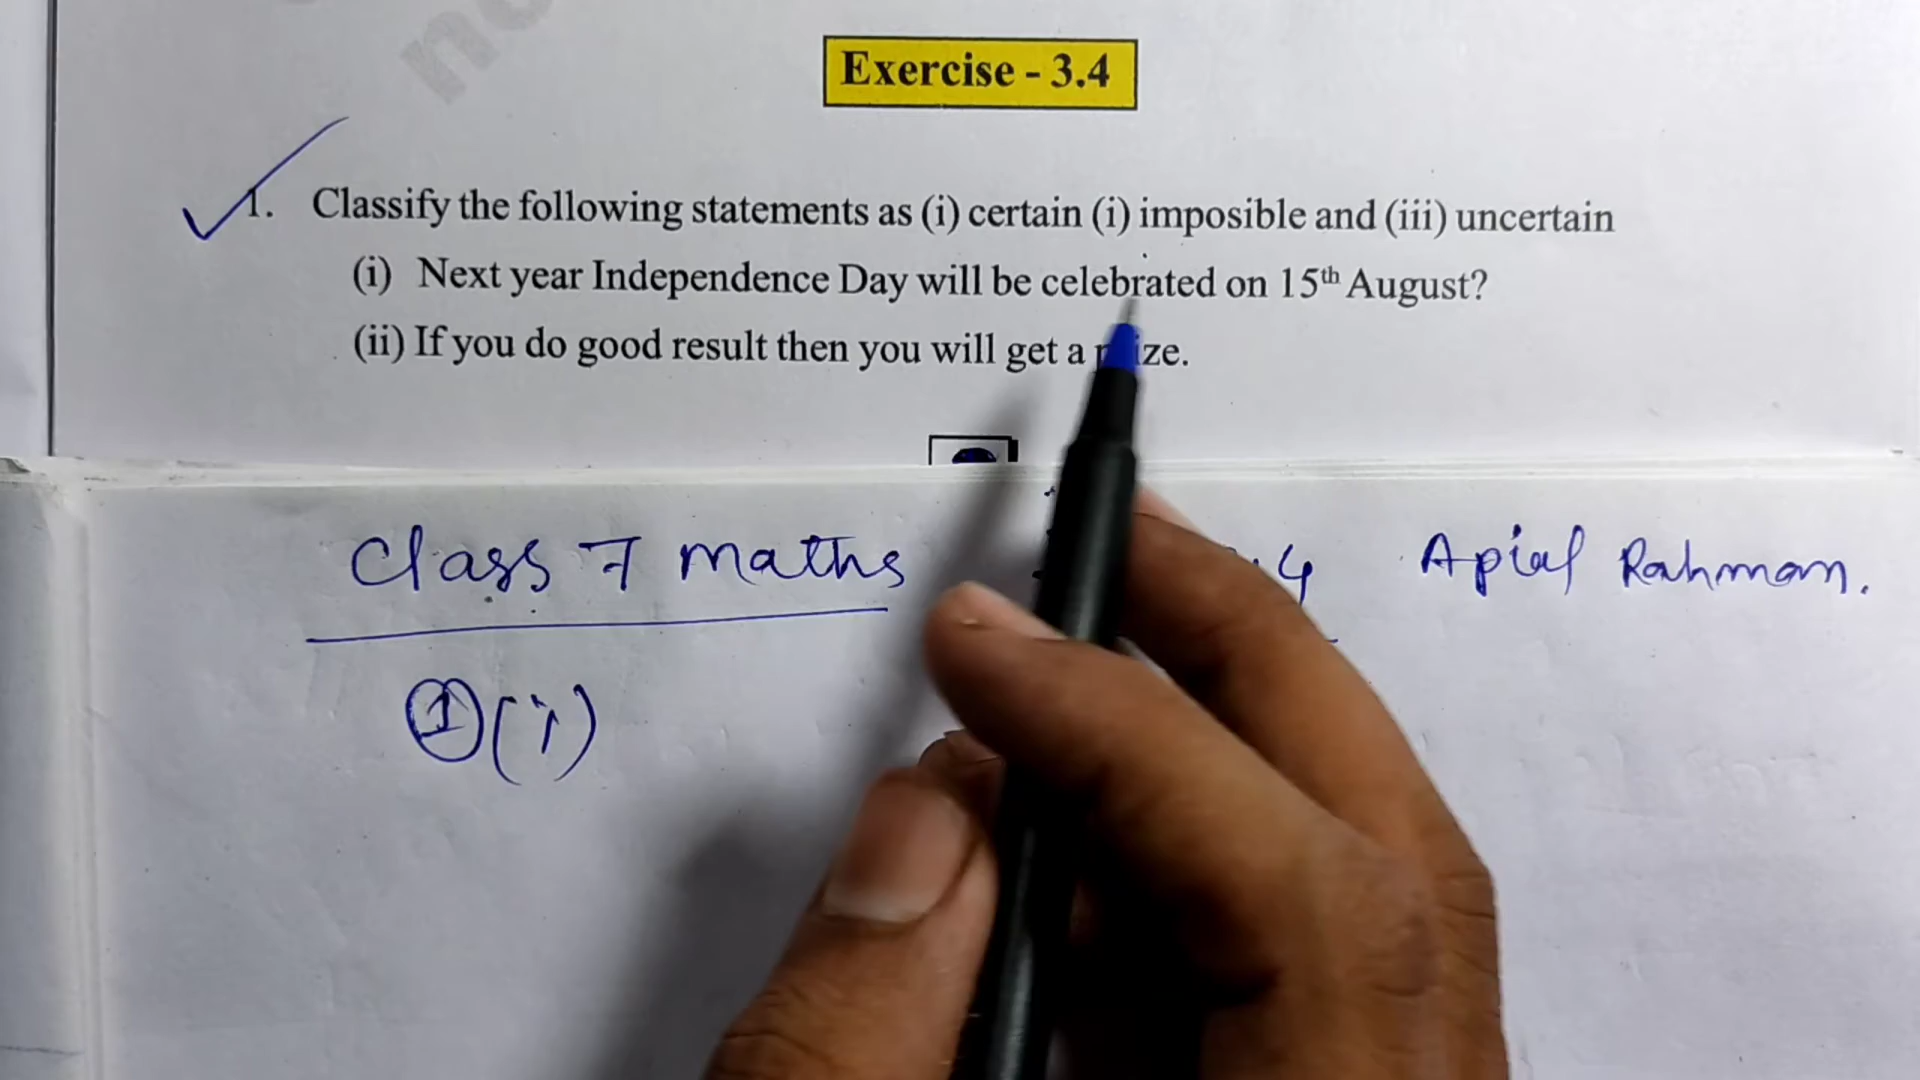 Exercise - 3.4
1. Classify the following statements as (i) certain (i) imposible and (iii) uncertain
(i) Next year Independence Day will be celebrated on 15th August?
(ii) If you do good result then you will get a
Class 7 maths Rahman.
① (i)